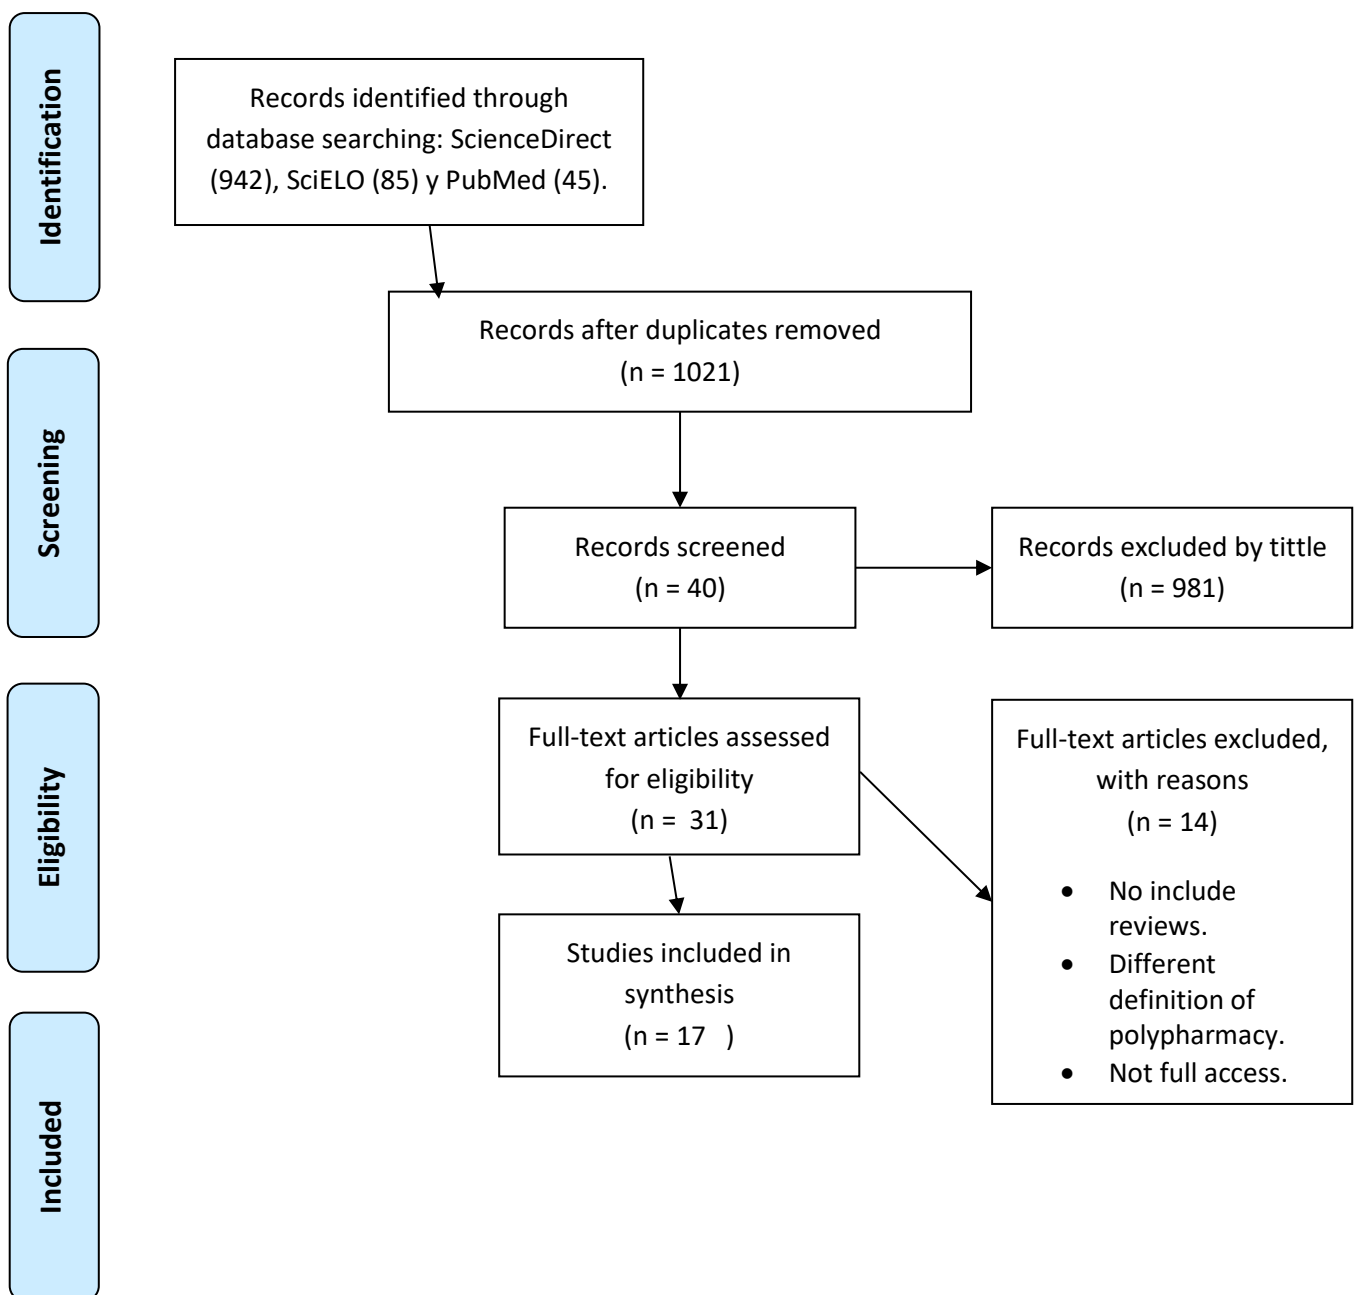 Identification
Records identified through
database searching: ScienceDirect
(942), SciELO (85) y PubMed (45).
Records after duplicates removed
(n = 1021)
Screening
Records screened
(n = 40)
Records excluded by tittle
(n = 981)
Eligibility
Full-text articles assessed
for eligibility
(n =  31)
Full-text articles excluded,
with reasons
(n = 14)
• No include
reviews.
• Different
definition of
polypharmacy.
• Not full access.
Studies included in
synthesis
(n = 17   )
Included